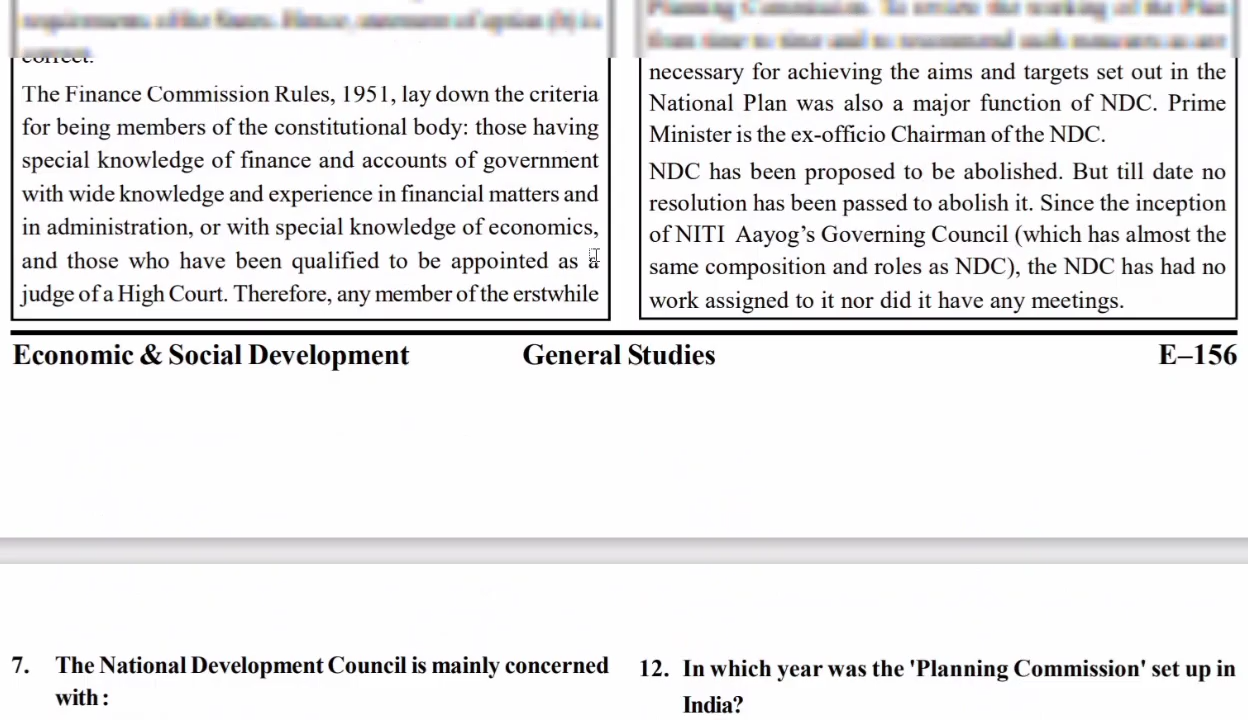 correct.
The Finance Commission Rules, 1951, lay down the criteria
for being members of the constitutional body: those having
special knowledge of finance and accounts of government
with wide knowledge and experience in financial matters and
in administration, or with special knowledge of economics,
and those who have been qualified to be appointed as a
judge of a High Court. Therefore, any member of the erstwhile
necessary for achieving the aims and targets set out in the
National Plan was also a major function of NDC. Prime
Minister is the ex-officio Chairman of the NDC.
NDC has been proposed to be abolished. But till date no
resolution has been passed to abolish it. Since the inception
of NITI Aayog’s Governing Council (which has almost the
same composition and roles as NDC), the NDC has had no
work assigned to it nor did it have any meetings.
Economic & Social Development General Studies E–156
7. The National Development Council is mainly concerned
with :
12. In which year was the 'Planning Commission' set up in
India?